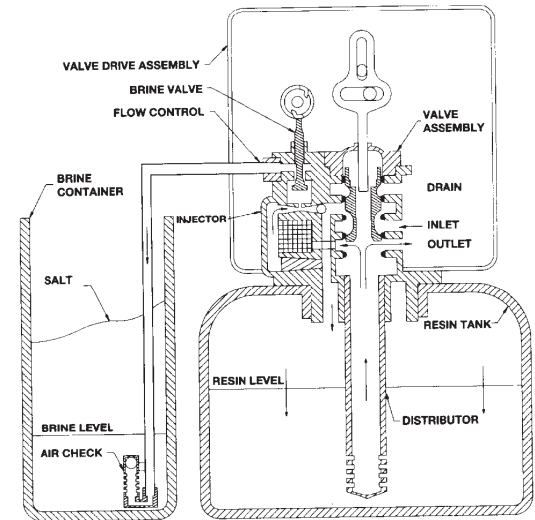 VALVE DRIVE ASSEMBLY
BRINE VALVE
FLOW CONTROL
VALVE
ASSEMBLY
BRINE
CONTAINER
DRAIN
INJECTOR
INLET
OUTLET
SALT
RESIN TANK
RESIN LEVEL
DISTRIBUTOR
BRINE LEVEL
AIR CHECK